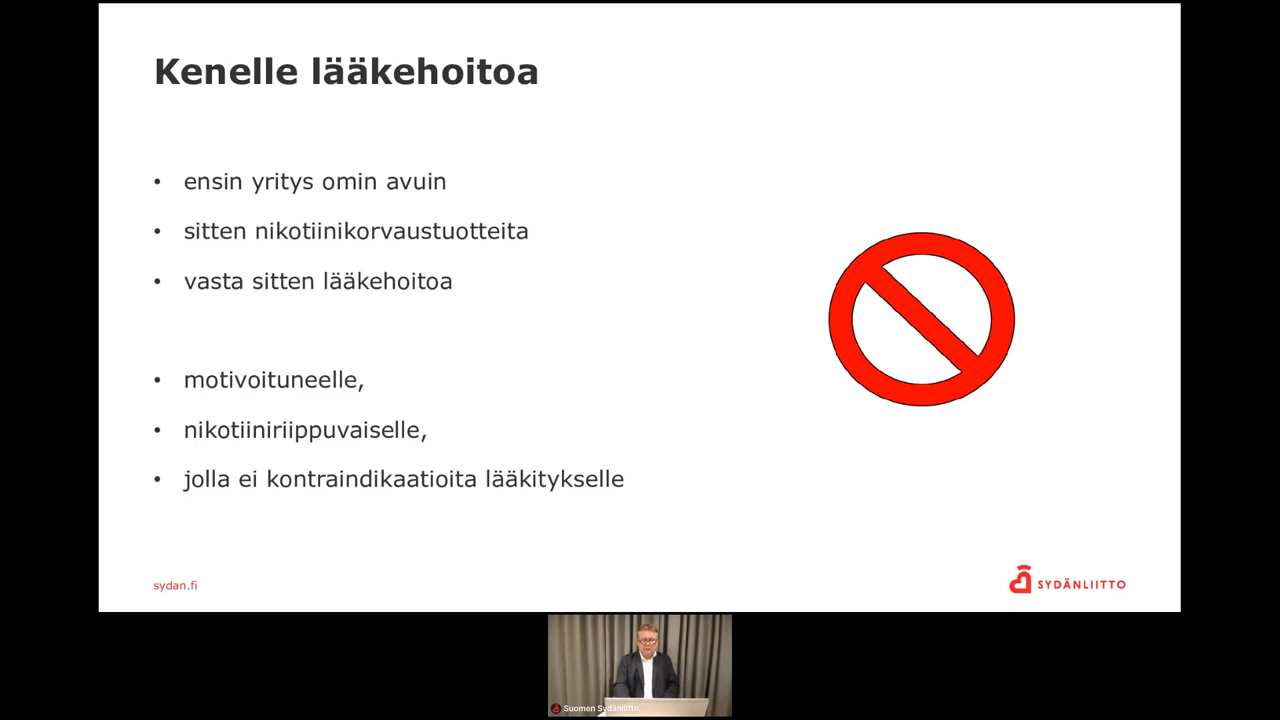 Kenelle lääkehoitoa
• ensin yritys omin avuin
• sitten nikotiinikorvaustuotteita
• vasta sitten lääkehoitoa
• motivoituneelle,
• nikotiiniriippuvaiselle,
• jolla ei kontraindikaatioita lääkitykselle
sydan.fi
SYDÄNLIITTO
Suomen Sydänliitto